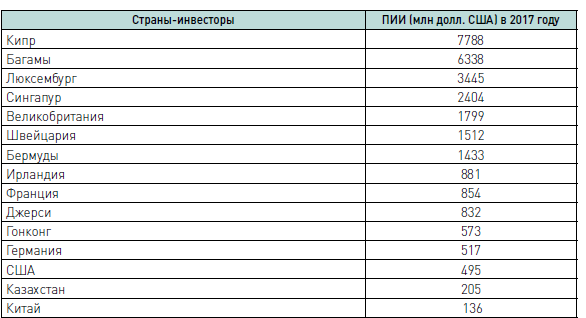 Страны-инвесторы ПИИ (млн долл. США) в 2017 году
Кипр 7788
Багамы 6338
Люксембург 3445
Сингапур 2404
Великобритания 1799
Швейцария 1512
Бермуды 1433
Ирландия 881
Франция 854
Джерси 832
Гонконг 573
Германия 517
США 495
Казахстан 205
Китай 136